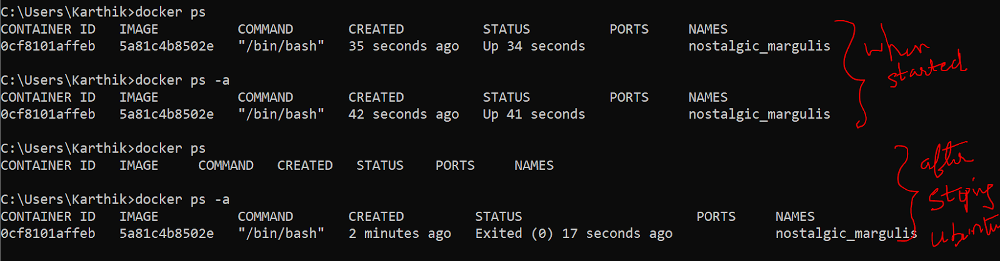 C:\Users\Karthik>docker ps
CONTAINER ID IMAGE COMMAND CREATED STATUS PORTS NAMES
0cf8101affeb 5a81c4b8502e "/bin/bash" 35 seconds ago Up 34 seconds nostalgic_margulis
C:\Users\Karthik>docker ps -a
CONTAINER ID IMAGE COMMAND CREATED STATUS PORTS NAMES
0cf8101affeb 5a81c4b8502e "/bin/bash" 42 seconds ago Up 41 seconds nostalgic_margulis
when
started
C:\Users\Karthik>docker ps
CONTAINER ID IMAGE COMMAND CREATED STATUS PORTS NAMES
C:\Users\Karthik>docker ps -a
CONTAINER ID IMAGE COMMAND CREATED STATUS PORTS NAMES
0cf8101affeb 5a81c4b8502e "/bin/bash" 2 minutes ago Exited (0) 17 seconds ago nostalgic_margulis
after
stoping
ubuntu